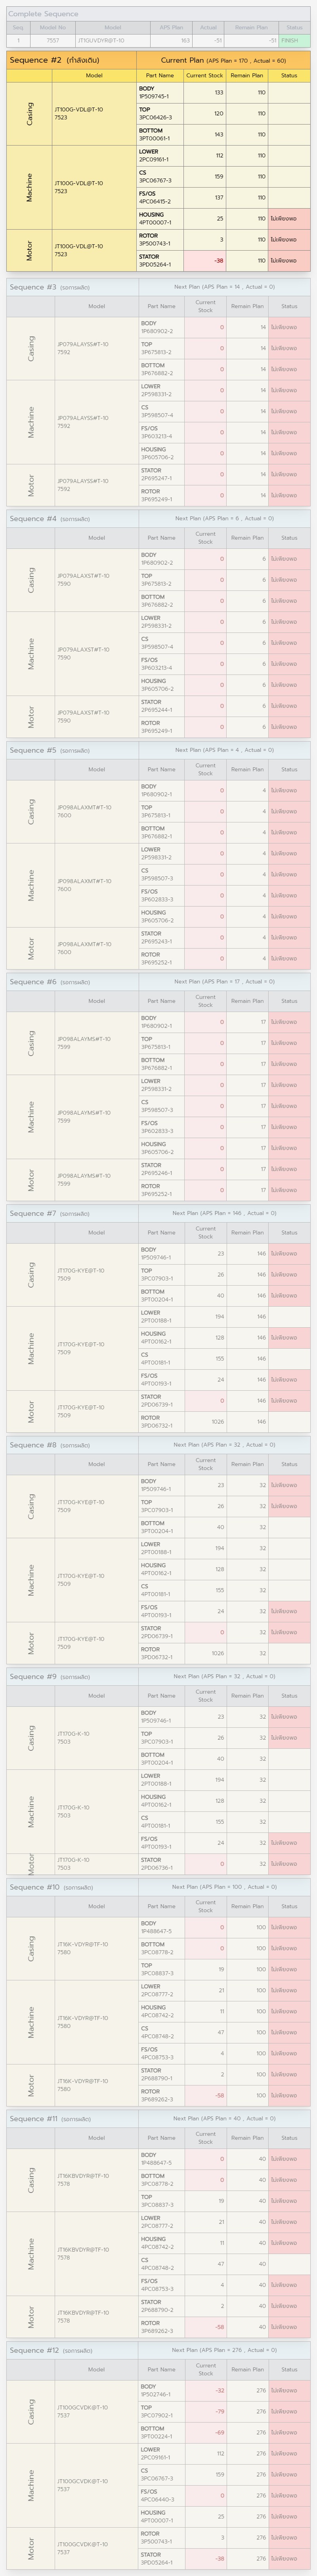 Complete Sequence
Seq. Model No Model APS Plan Actual Remain Plan Status
1 7557 JT1GUVDYR@T-10 163 -51 -51 FINISH
Sequence #2 (กำลังเดิน) Current Plan (APS Plan = 170 , Actual = 60)
Model Part Name Current Stock Remain Plan Status
Casing JT100G-VDL@T-10 7523
BODY 1P509745-1 133 110
TOP 3PC06426-3 120 110
BOTTOM 3PT00061-1 143 110
Machine JT100G-VDL@T-10 7523
LOWER 2PC09161-1 112 110
CS 3PC06767-3 159 110
FS/OS 4PC06415-2 137 110
HOUSING 4PT00007-1 25 110 ไม่เพียงพอ
Motor JT100G-VDL@T-10 7523
ROTOR 3P500743-1 3 110 ไม่เพียงพอ
STATOR 3PD05264-1 -38 110 ไม่เพียงพอ
Sequence #3 (รอการผลิต) Next Plan (APS Plan = 14 , Actual = 0)
Model Part Name Current Stock Remain Plan Status
Casing JP079ALAYSS#T-10 7592
BODY 1P680902-2 0 14 ไม่เพียงพอ
TOP 3P675813-2 0 14 ไม่เพียงพอ
BOTTOM 3P676882-2 0 14 ไม่เพียงพอ
Machine JP079ALAYSS#T-10 7592
LOWER 2P598331-2 0 14 ไม่เพียงพอ
CS 3P598507-4 0 14 ไม่เพียงพอ
FS/OS 3P603213-4 0 14 ไม่เพียงพอ
HOUSING 3P605706-2 0 14 ไม่เพียงพอ
Motor JP079ALAYSS#T-10 7592
STATOR 2P695247-1 0 14 ไม่เพียงพอ
ROTOR 3P695249-1 0 14 ไม่เพียงพอ
Sequence #4 (รอการผลิต) Next Plan (APS Plan = 6 , Actual = 0)
Model Part Name Current Stock Remain Plan Status
Casing JP079ALAXST#T-10 7590
BODY 1P680902-2 0 6 ไม่เพียงพอ
TOP 3P675813-2 0 6 ไม่เพียงพอ
BOTTOM 3P676882-2 0 6 ไม่เพียงพอ
Machine JP079ALAXST#T-10 7590
LOWER 2P598331-2 0 6 ไม่เพียงพอ
CS 3P598507-4 0 6 ไม่เพียงพอ
FS/OS 3P603213-4 0 6 ไม่เพียงพอ
HOUSING 3P605706-2 0 6 ไม่เพียงพอ
Motor JP079ALAXST#T-10 7590
STATOR 2P695244-1 0 6 ไม่เพียงพอ
ROTOR 3P695249-1 0 6 ไม่เพียงพอ
Sequence #5 (รอการผลิต) Next Plan (APS Plan = 4 , Actual = 0)
Model Part Name Current Stock Remain Plan Status
Casing JP098ALAXMT#T-10 7600
BODY 1P680902-1 0 4 ไม่เพียงพอ
TOP 3P675813-1 0 4 ไม่เพียงพอ
BOTTOM 3P676882-1 0 4 ไม่เพียงพอ
Machine JP098ALAXMT#T-10 7600
LOWER 2P598331-2 0 4 ไม่เพียงพอ
CS 3P598507-3 0 4 ไม่เพียงพอ
FS/OS 3P602833-3 0 4 ไม่เพียงพอ
HOUSING 3P605706-2 0 4 ไม่เพียงพอ
Motor JP098ALAXMT#T-10 7600
STATOR 2P695243-1 0 4 ไม่เพียงพอ
ROTOR 3P695252-1 0 4 ไม่เพียงพอ
Sequence #6 (รอการผลิต) Next Plan (APS Plan = 17 , Actual = 0)
Model Part Name Current Stock Remain Plan Status
Casing JP098ALAYMS#T-10 7599
BODY 1P680902-1 0 17 ไม่เพียงพอ
TOP 3P675813-1 0 17 ไม่เพียงพอ
BOTTOM 3P676882-1 0 17 ไม่เพียงพอ
Machine JP098ALAYMS#T-10 7599
LOWER 2P598331-2 0 17 ไม่เพียงพอ
CS 3P598507-3 0 17 ไม่เพียงพอ
FS/OS 3P602833-3 0 17 ไม่เพียงพอ
HOUSING 3P605706-2 0 17 ไม่เพียงพอ
Motor JP098ALAYMS#T-10 7599
STATOR 2P695246-1 0 17 ไม่เพียงพอ
ROTOR 3P695252-1 0 17 ไม่เพียงพอ
Sequence #7 (รอการผลิต) Next Plan (APS Plan = 146 , Actual = 0)
Model Part Name Current Stock Remain Plan Status
Casing JT170G-KYE@T-10 7509
BODY 1P509746-1 23 146 ไม่เพียงพอ
TOP 3PC07903-1 26 146 ไม่เพียงพอ
BOTTOM 3PT00204-1 40 146 ไม่เพียงพอ
Machine JT170G-KYE@T-10 7509
LOWER 2PT00188-1 194 146
HOUSING 4PT00162-1 128 146 ไม่เพียงพอ
CS 4PT00181-1 155 146
FS/OS 4PT00193-1 24 146 ไม่เพียงพอ
Motor JT170G-KYE@T-10 7509
STATOR 2PD06739-1 0 146 ไม่เพียงพอ
ROTOR 3PD06732-1 1026 146
Sequence #8 (รอการผลิต) Next Plan (APS Plan = 32 , Actual = 0)
Model Part Name Current Stock Remain Plan Status
Casing JT170G-KYE@T-10 7509
BODY 1P509746-1 23 32 ไม่เพียงพอ
TOP 3PC07903-1 26 32 ไม่เพียงพอ
BOTTOM 3PT00204-1 40 32
Machine JT170G-KYE@T-10 7509
LOWER 2PT00188-1 194 32
HOUSING 4PT00162-1 128 32
CS 4PT00181-1 155 32
FS/OS 4PT00193-1 24 32 ไม่เพียงพอ
Motor JT170G-KYE@T-10 7509
STATOR 2PD06739-1 0 32 ไม่เพียงพอ
ROTOR 3PD06732-1 1026 32
Sequence #9 (รอการผลิต) Next Plan (APS Plan = 32 , Actual = 0)
Model Part Name Current Stock Remain Plan Status
Casing JT170G-K-10 7503
BODY 1P509746-1 23 32 ไม่เพียงพอ
TOP 3PC07903-1 26 32 ไม่เพียงพอ
BOTTOM 3PT00204-1 40 32
Machine JT170G-K-10 7503
LOWER 2PT00188-1 194 32
HOUSING 4PT00162-1 128 32
CS 4PT00181-1 155 32
FS/OS 4PT00193-1 24 32 ไม่เพียงพอ
Motor JT170G-K-10 7503
STATOR 2PD06736-1 0 32 ไม่เพียงพอ
Sequence #10 (รอการผลิต) Next Plan (APS Plan = 100 , Actual = 0)
Model Part Name Current Stock Remain Plan Status
Casing JT16K-VDYR@T-10 7580
BODY 1P488647-5 0 100 ไม่เพียงพอ
BOTTOM 3PC08778-2 0 100 ไม่เพียงพอ
TOP 3PC08837-3 19 100 ไม่เพียงพอ
Machine JT16K-VDYR@T-10 7580
LOWER 2PC08777-2 21 100 ไม่เพียงพอ
HOUSING 4PC08742-2 11 100 ไม่เพียงพอ
CS 4PC08748-2 47 100 ไม่เพียงพอ
FS/OS 4PC08753-3 4 100 ไม่เพียงพอ
Motor JT16K-VDYR@T-10 7580
STATOR 2P688790-1 2 100 ไม่เพียงพอ
ROTOR 3P689262-3 -58 100 ไม่เพียงพอ
Sequence #11 (รอการผลิต) Next Plan (APS Plan = 40 , Actual = 0)
Model Part Name Current Stock Remain Plan Status
Casing JT16KBVDYR@T-10 7578
BODY 1P488647-5 0 40 ไม่เพียงพอ
BOTTOM 3PC08778-2 0 40 ไม่เพียงพอ
TOP 3PC08837-3 19 40 ไม่เพียงพอ
Machine JT16KBVDYR@T-10 7578
LOWER 2PC08777-2 21 40 ไม่เพียงพอ
HOUSING 4PC08742-2 11 40 ไม่เพียงพอ
CS 4PC08748-2 47 40
FS/OS 4PC08753-3 4 40 ไม่เพียงพอ
Motor JT16KBVDYR@T-10 7578
STATOR 2P688790-2 2 40 ไม่เพียงพอ
ROTOR 3P689262-3 -58 40 ไม่เพียงพอ
Sequence #12 (รอการผลิต) Next Plan (APS Plan = 276 , Actual = 0)
Model Part Name Current Stock Remain Plan Status
Casing JT100GCVDK@T-10 7537
BODY 1P502746-1 -32 276 ไม่เพียงพอ
TOP 3PC07902-1 -79 276 ไม่เพียงพอ
BOTTOM 3PT00224-1 -69 276 ไม่เพียงพอ
Machine JT100GCVDK@T-10 7537
LOWER 2PC09161-1 112 276 ไม่เพียงพอ
CS 3PC06767-3 159 276 ไม่เพียงพอ
FS/OS 4PC06440-3 0 276 ไม่เพียงพอ
HOUSING 4PT00007-1 25 276 ไม่เพียงพอ
Motor JT100GCVDK@T-10 7537
ROTOR 3P500743-1 3 276 ไม่เพียงพอ
STATOR 3PD05264-1 -38 276 ไม่เพียงพอ